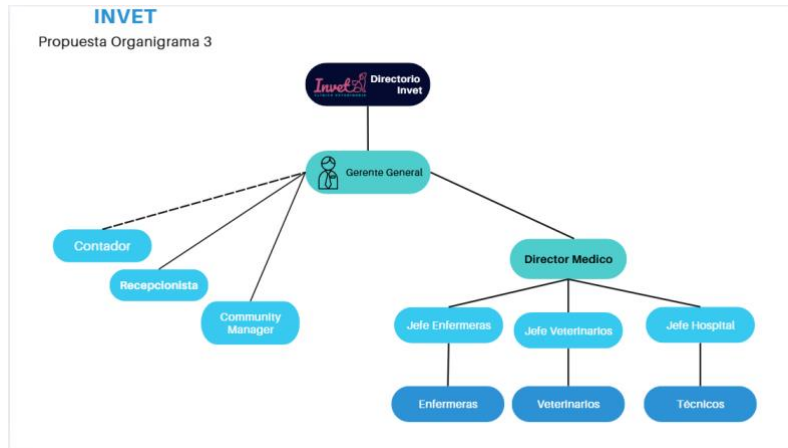 INVET
Propuesta Organigrama 3
Invet
Directorio
Invet
Gerente General
Contador
Recepcionista
Community
Manager
Director Medico
Jefe Enfermeras
Jefe Veterinarios
Jefe Hospital
Enfermeras
Veterinarios
Técnicos